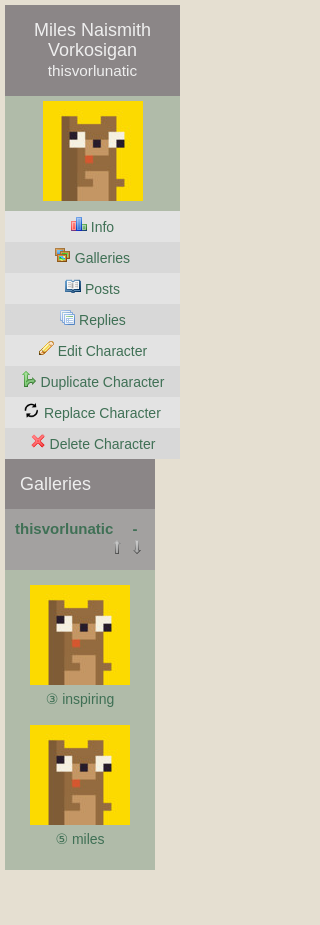 Miles Naismith
Vorkosigan
thisvorlunatic
Info
Galleries
Posts
Replies
Edit Character
Duplicate Character
Replace Character
Delete Character
Galleries
thisvorlunatic -
③ inspiring
⑤ miles